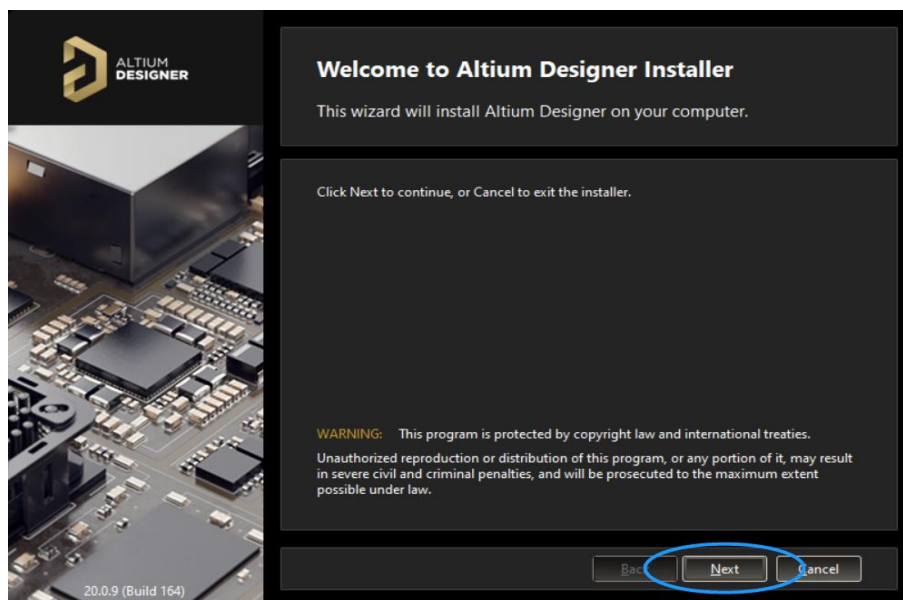 ALTIUM
DESIGNER
Welcome to Altium Designer Installer
This wizard will install Altium Designer on your computer.
Click Next to continue, or Cancel to exit the installer.
WARNING: This program is protected by copyright law and international treaties.
Unauthorized reproduction or distribution of this program, or any portion of it, may result
in severe civil and criminal penalties, and will be prosecuted to the maximum extent
possible under law.
Back Next Cancel
20.0.9 (Build 164)